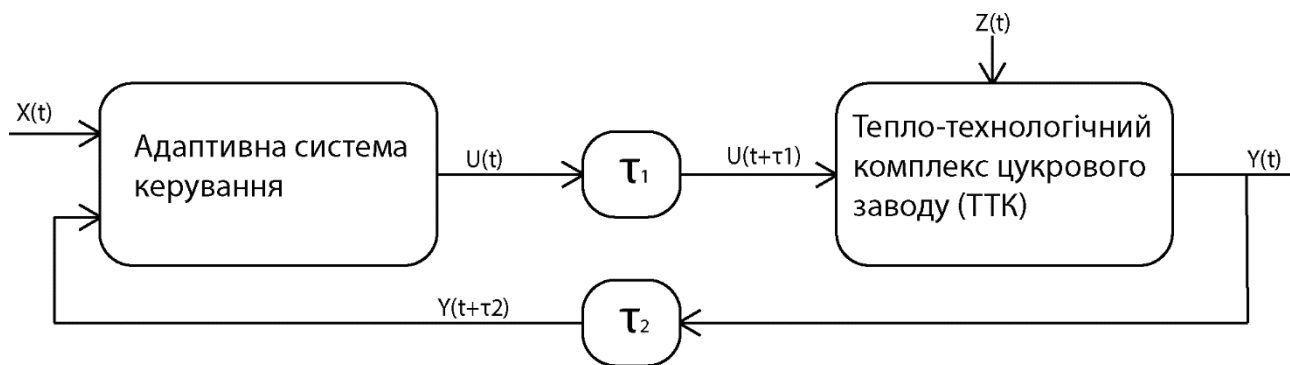 Z(t)
X(t)
Адаптивна система
керування
U(t)
τ1
U(t+τ1)
Тепло-технологічний
комплекс цукрового
заводу (ТТК)
Y(t)
Y(t+τ2)
τ2